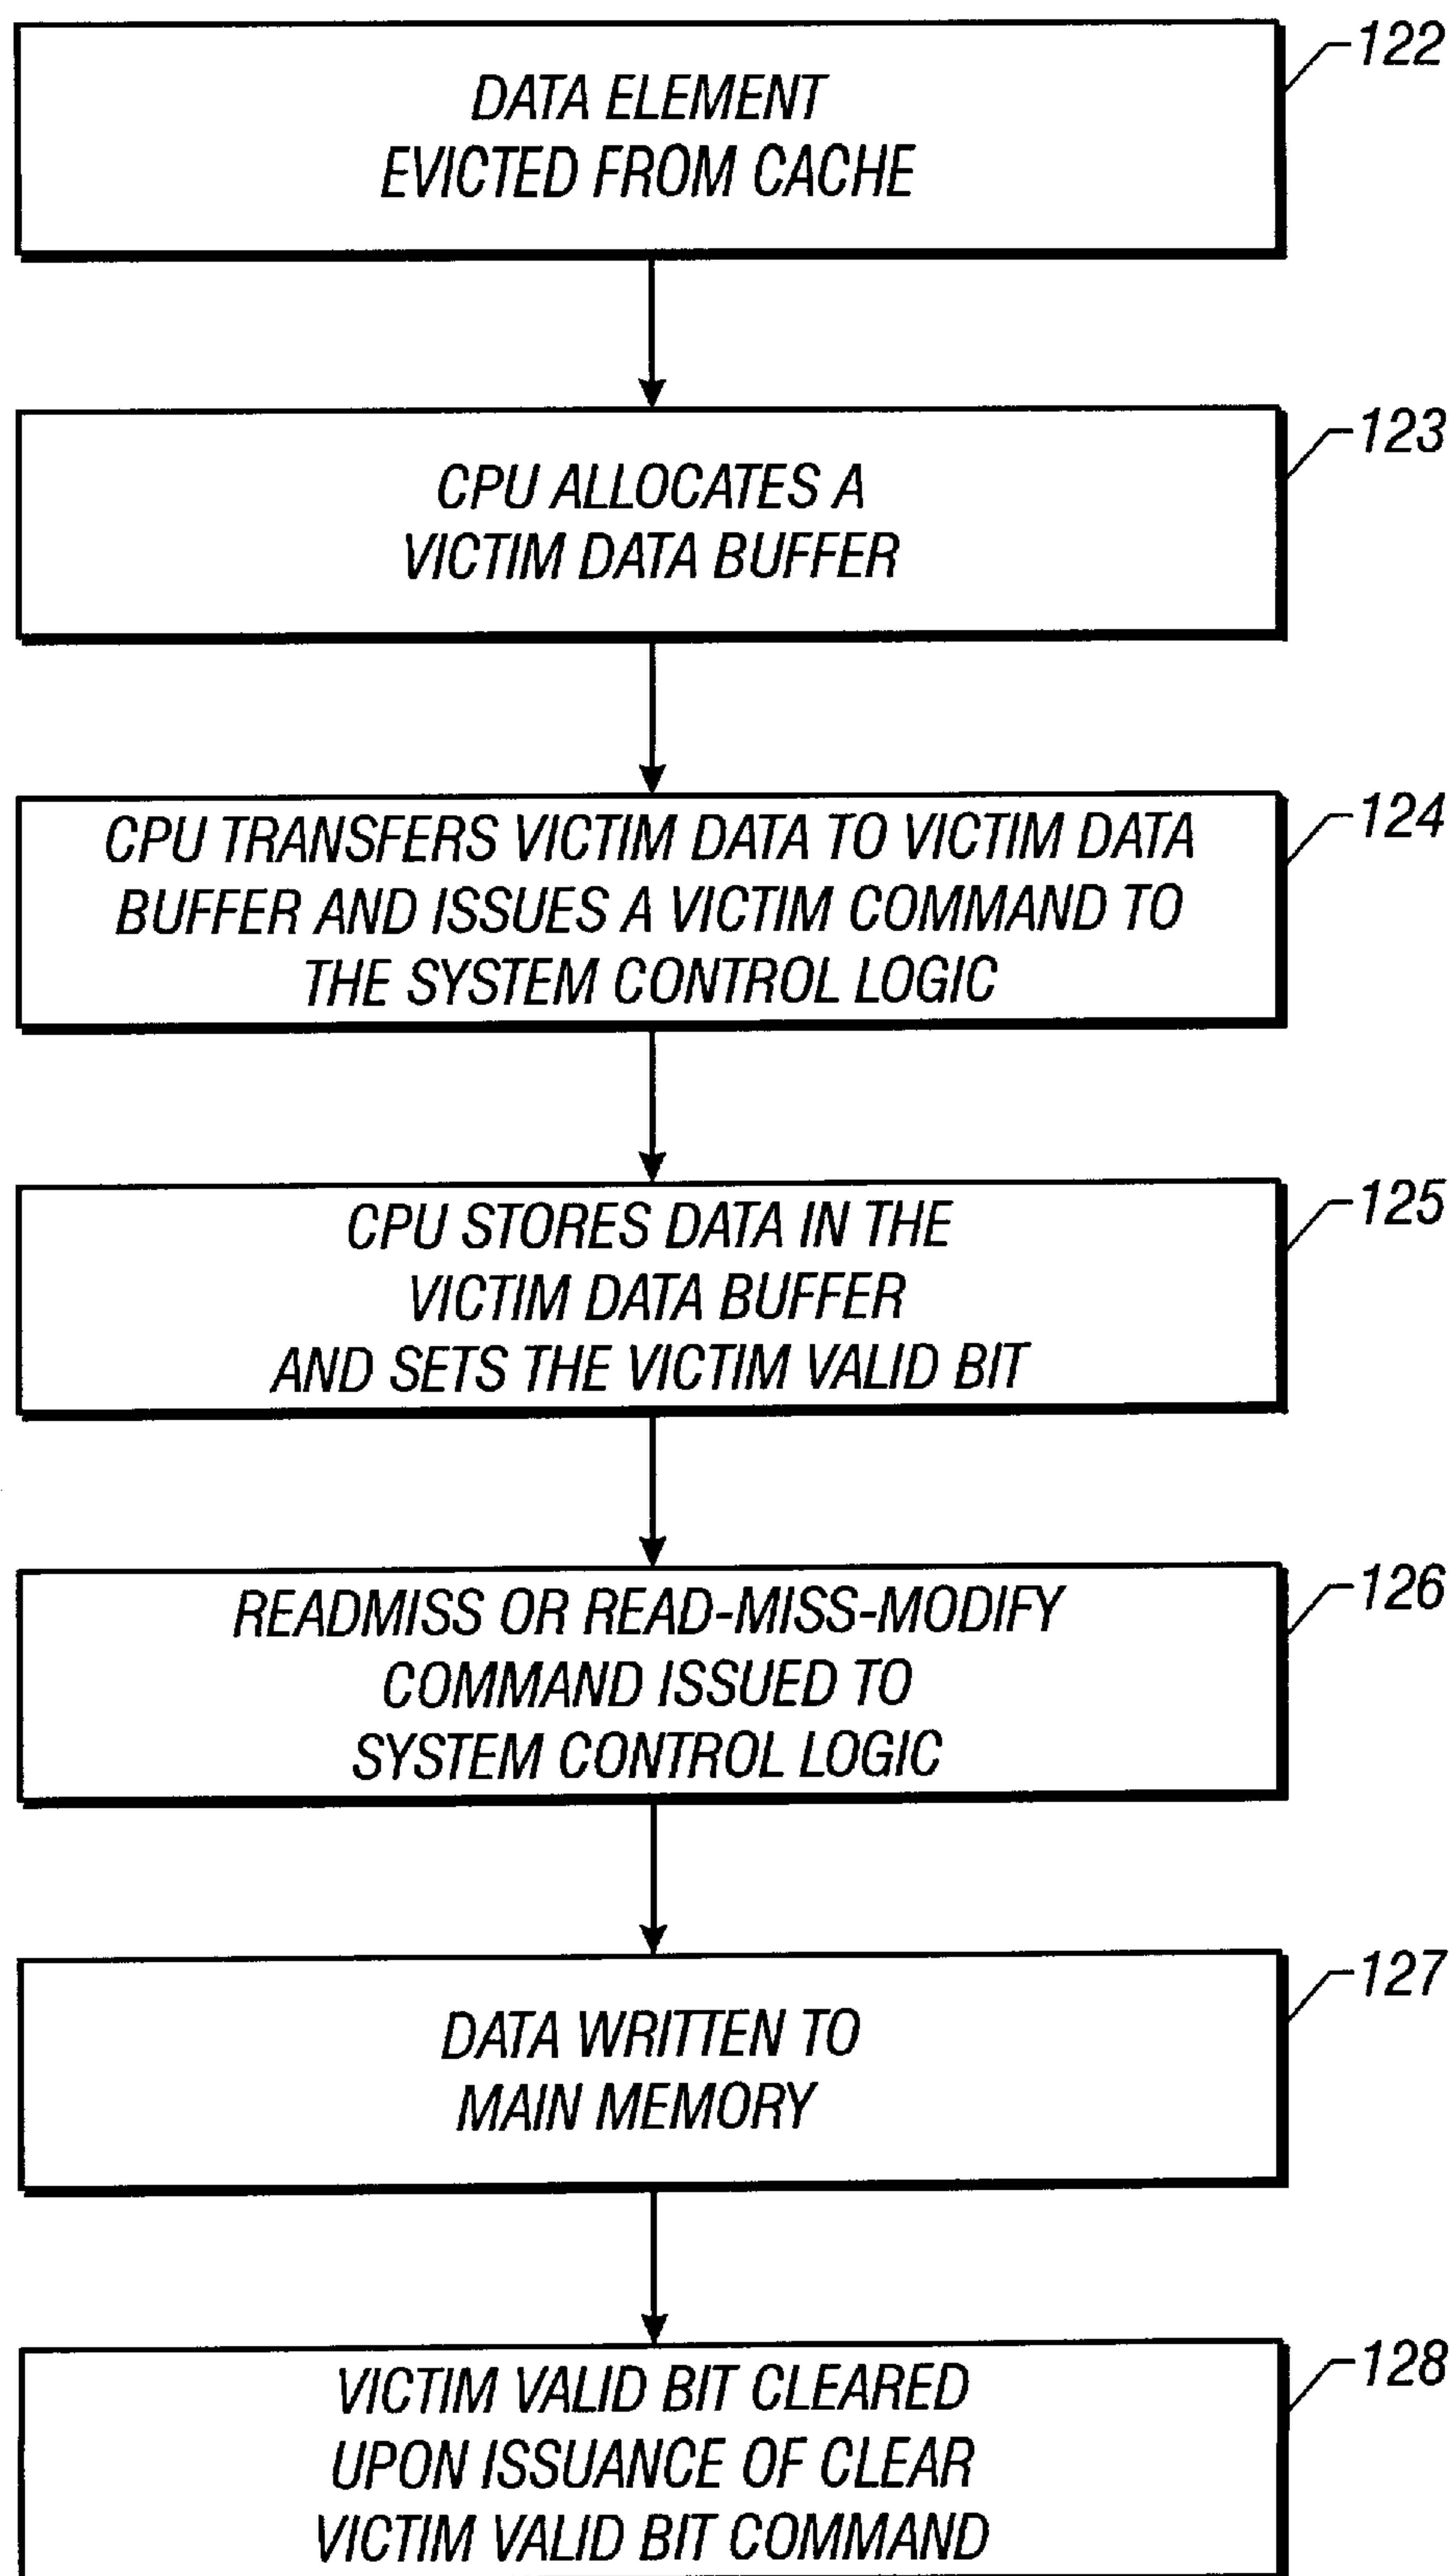 122
DATA ELEMENT
EVICTED FROM CACHE
123
CPU ALLOCATES A
VICTIM DATA BUFFER
124
CPU TRANSFERS VICTIM DATA TO VICTIM DATA
BUFFER AND ISSUES A VICTIM COMMAND TO
THE SYSTEM CONTROL LOGIC
125
CPU STORES DATA IN THE
VICTIM DATA BUFFER
AND SETS THE VICTIM VALID BIT
126
READMISS OR READ-MISS-MODIFY
COMMAND ISSUED TO
SYSTEM CONTROL LOGIC
127
DATA WRITTEN TO
MAIN MEMORY
128
VICTIM VALID BIT CLEARED
UPON ISSUANCE OF CLEAR
VICTIM VALID BIT COMMAND